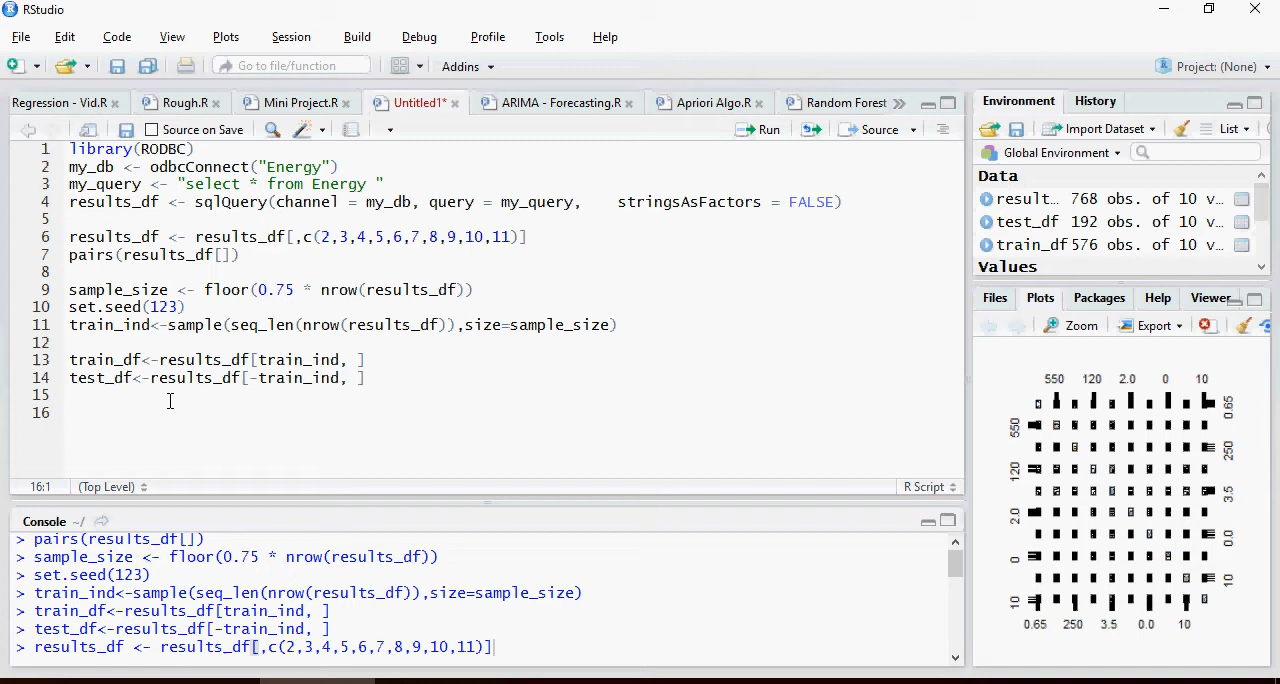 RStudio
File Edit Code View Plots Session Build Debug Profile Tools Help
Go to file/function Addins Project: (None)
Regression - Vid.R Rough.R Mini Project.R Untitled1* ARIMA - Forecasting.R Apriori Algo.R Random Forest
Source on Save Run Source
1 library(RODBC)
2 my_db <- odbcConnect("Energy")
3 my_query <- "select * from Energy "
4 results_df <- sqlQuery(channel = my_db, query = my_query, stringsAsFactors = FALSE)
5
6 results_df <- results_df[,c(2,3,4,5,6,7,8,9,10,11)]
7 pairs(results_df[])
8
9 sample_size <- floor(0.75 * nrow(results_df))
10 set.seed(123)
11 train_ind<-sample(seq_len(nrow(results_df)),size=sample_size)
12
13 train_df<-results_df[train_ind, ]
14 test_df<-results_df[-train_ind, ]
15
16
16:1 (Top Level) R Script
Console ~/
> pairs(results_df[])
> sample_size <- floor(0.75 * nrow(results_df))
> set.seed(123)
> train_ind<-sample(seq_len(nrow(results_df)),size=sample_size)
> train_df<-results_df[train_ind, ]
> test_df<-results_df[-train_ind, ]
> results_df <- results_df[,c(2,3,4,5,6,7,8,9,10,11)]
Environment History
Import Dataset List
Global Environment
Data
result... 768 obs. of 10 v...
test_df 192 obs. of 10 v...
train_df 576 obs. of 10 v...
Values
Files Plots Packages Help Viewer
Zoom Export
550 120 2.0 0 10
0.65
550
250
120
3.5
2.0
0.0
0
10
10
0.65 250 3.5 0.0 10